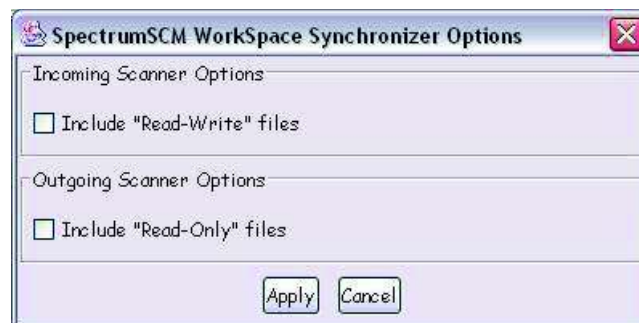 SpectrumSCM WorkSpace Synchronizer Options
Incoming Scanner Options
Include "Read-Write" files
Outgoing Scanner Options
Include "Read-Only" files
Apply Cancel